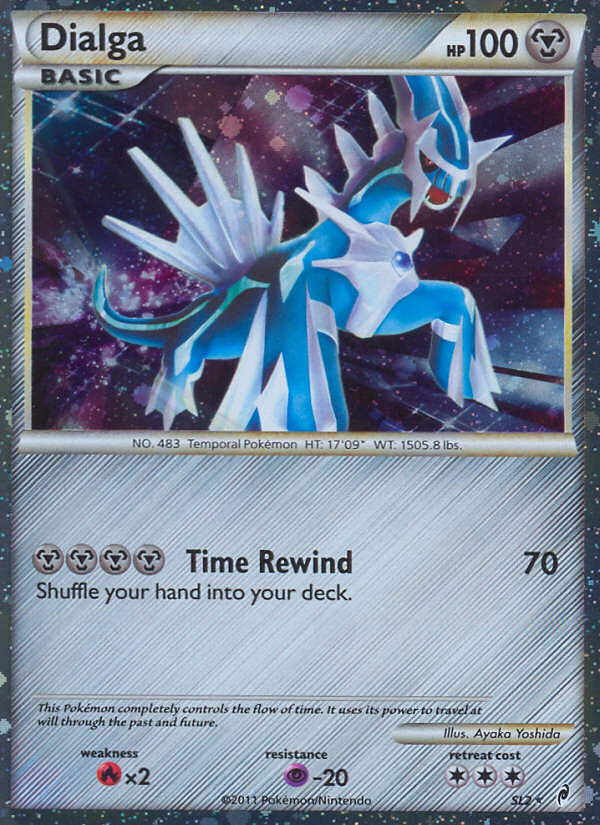 Dialga
HP100
BASIC
NO. 483 Temporal Pokémon HT: 17'09" WT: 1505.8 lbs.
Time Rewind 70
Shuffle your hand into your deck.
This Pokémon completely controls the flow of time. It uses its power to travel at
will through the past and future.
Illus. Ayaka Yoshida
weakness resistance retreat cost
×2 -20
©2011 Pokémon/Nintendo SL2